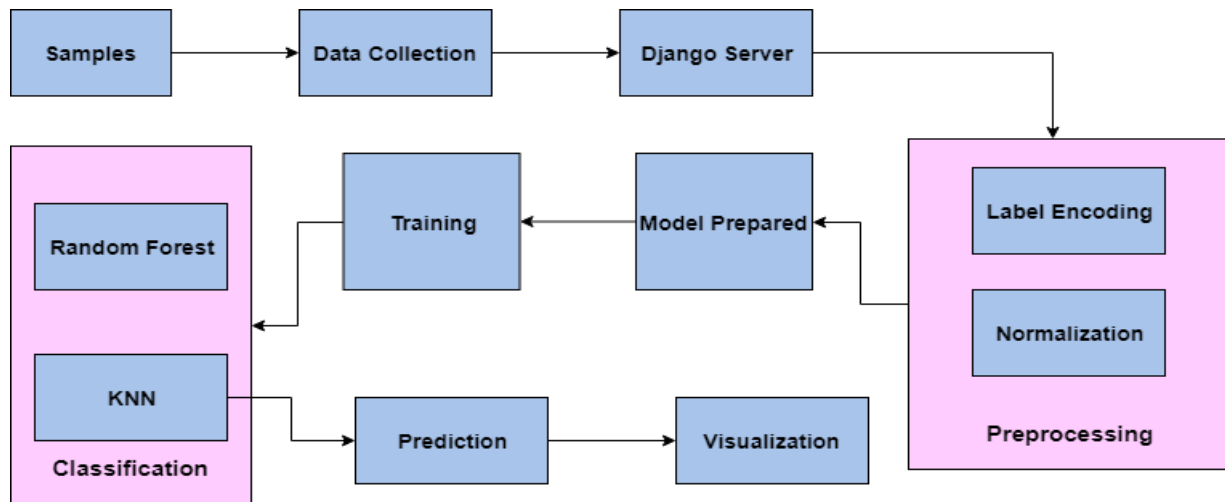 Samples
Data Collection
Django Server
Label Encoding
Normalization
Preprocessing
Model Prepared
Training
Random Forest
KNN
Classification
Prediction
Visualization